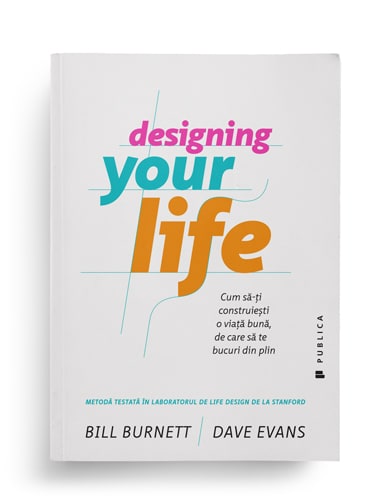 designing
your
life
Cum să-ți
construiești
o viață bună,
de care să te
bucuri din plin
PUBLICA
METODĂ TESTATĂ ÎN LABORATORUL DE LIFE DESIGN DE LA STANFORD
BILL BURNETT / DAVE EVANS